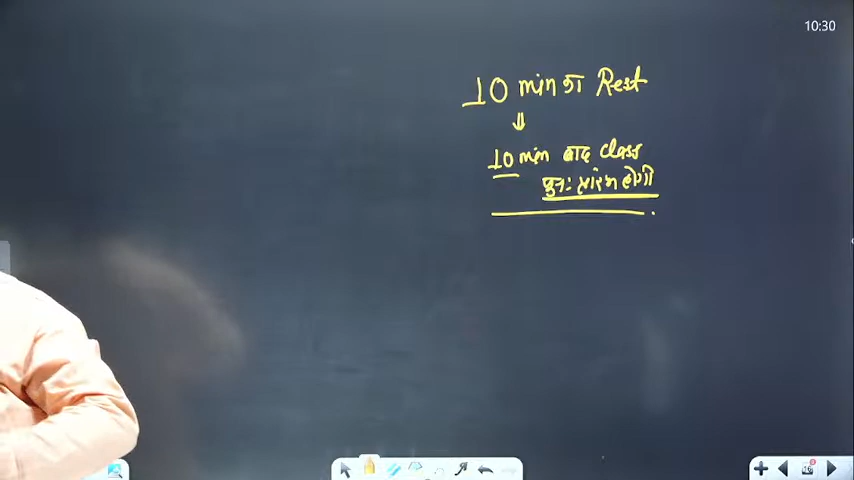 10:30
10 min का Rest
⇓
10 min बाद class
पुनः प्रारंभ होगी